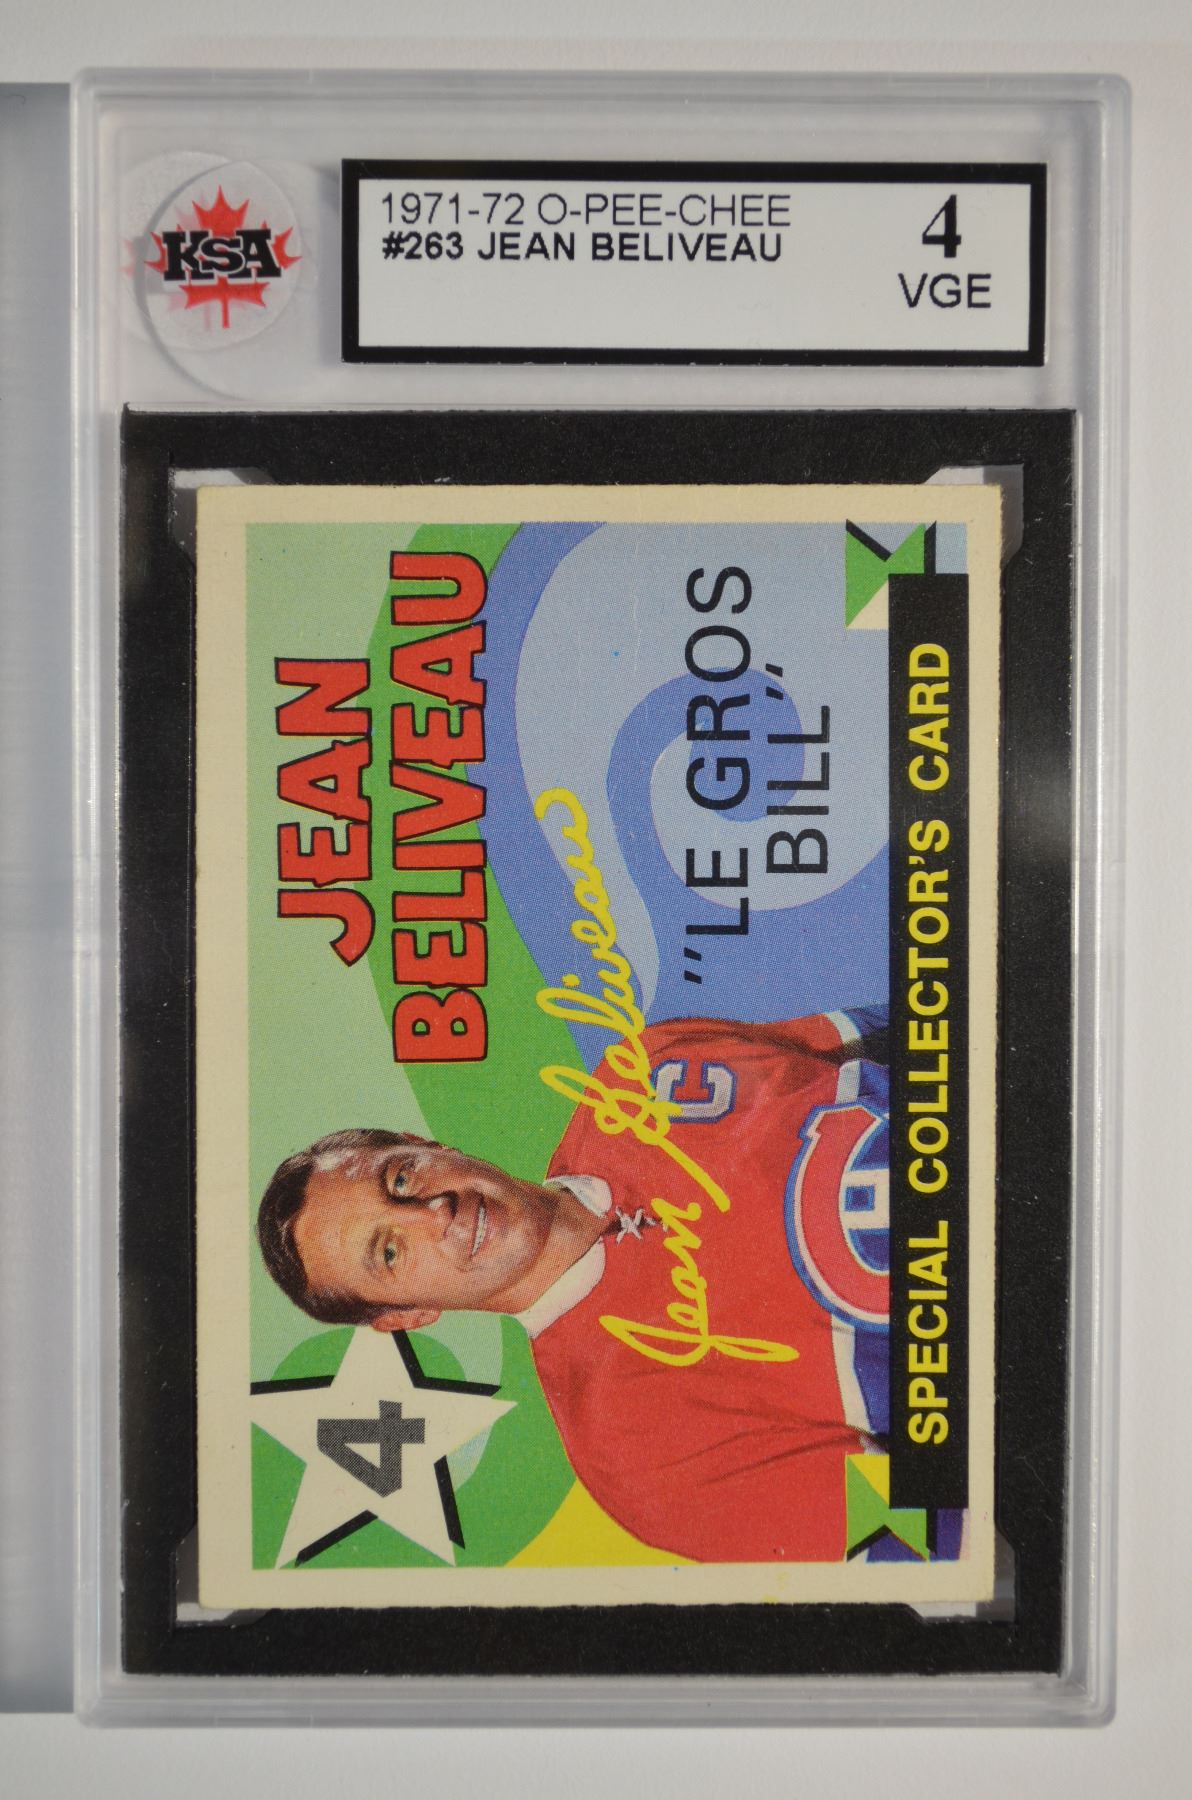 KSA
1971-72 O-PEE-CHEE
#263 JEAN BELIVEAU
4
VGE
JEAN
BELIVEAU
4
"LE GROS
BILL"
C
Jean Beliveau
SPECIAL COLLECTOR'S CARD